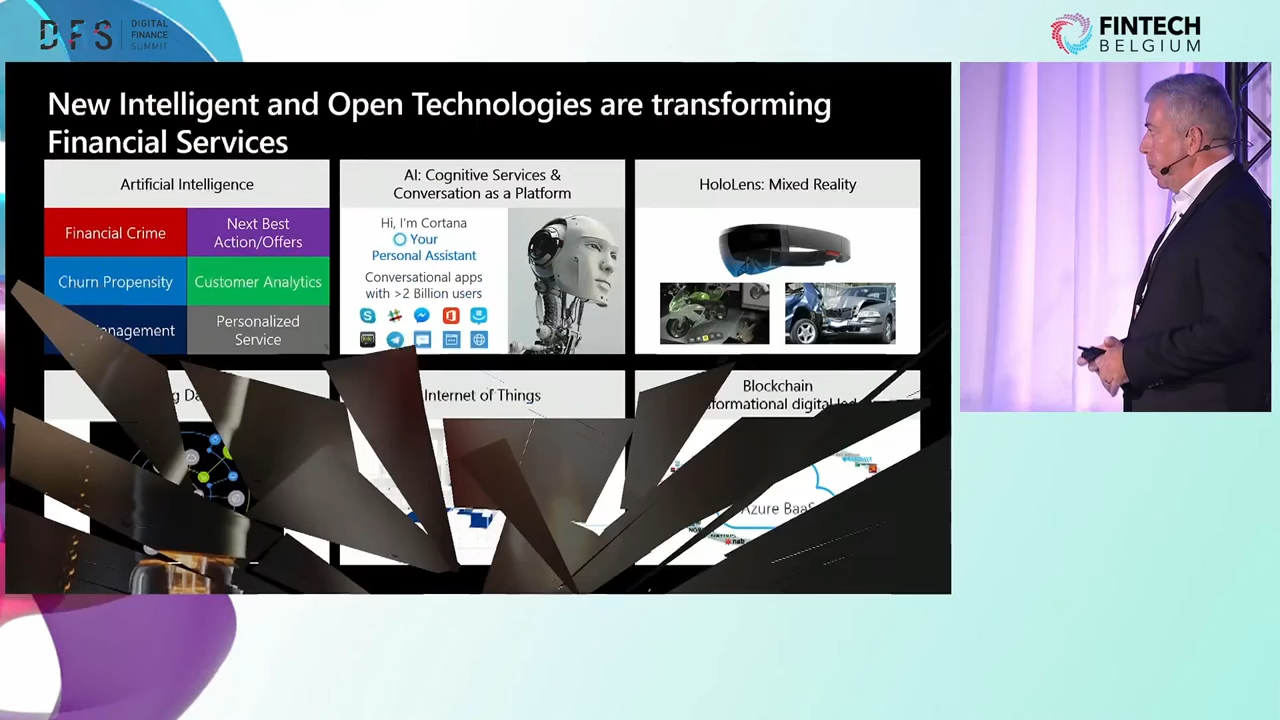 DFS
DIGITAL
FINANCE
SUMMIT
FINTECH
BELGIUM
New Intelligent and Open Technologies are transforming
Financial Services
Artificial Intelligence
Financial Crime
Next Best
Action/Offers
Churn Propensity
Customer Analytics
Personalized
Service
AI: Cognitive Services &
Conversation as a Platform
Hi, I'm Cortana
Your
Personal Assistant
Conversational apps
with >2 Billion users
HoloLens: Mixed Reality
Internet of Things
Blockchain
Azure BaaS
nab